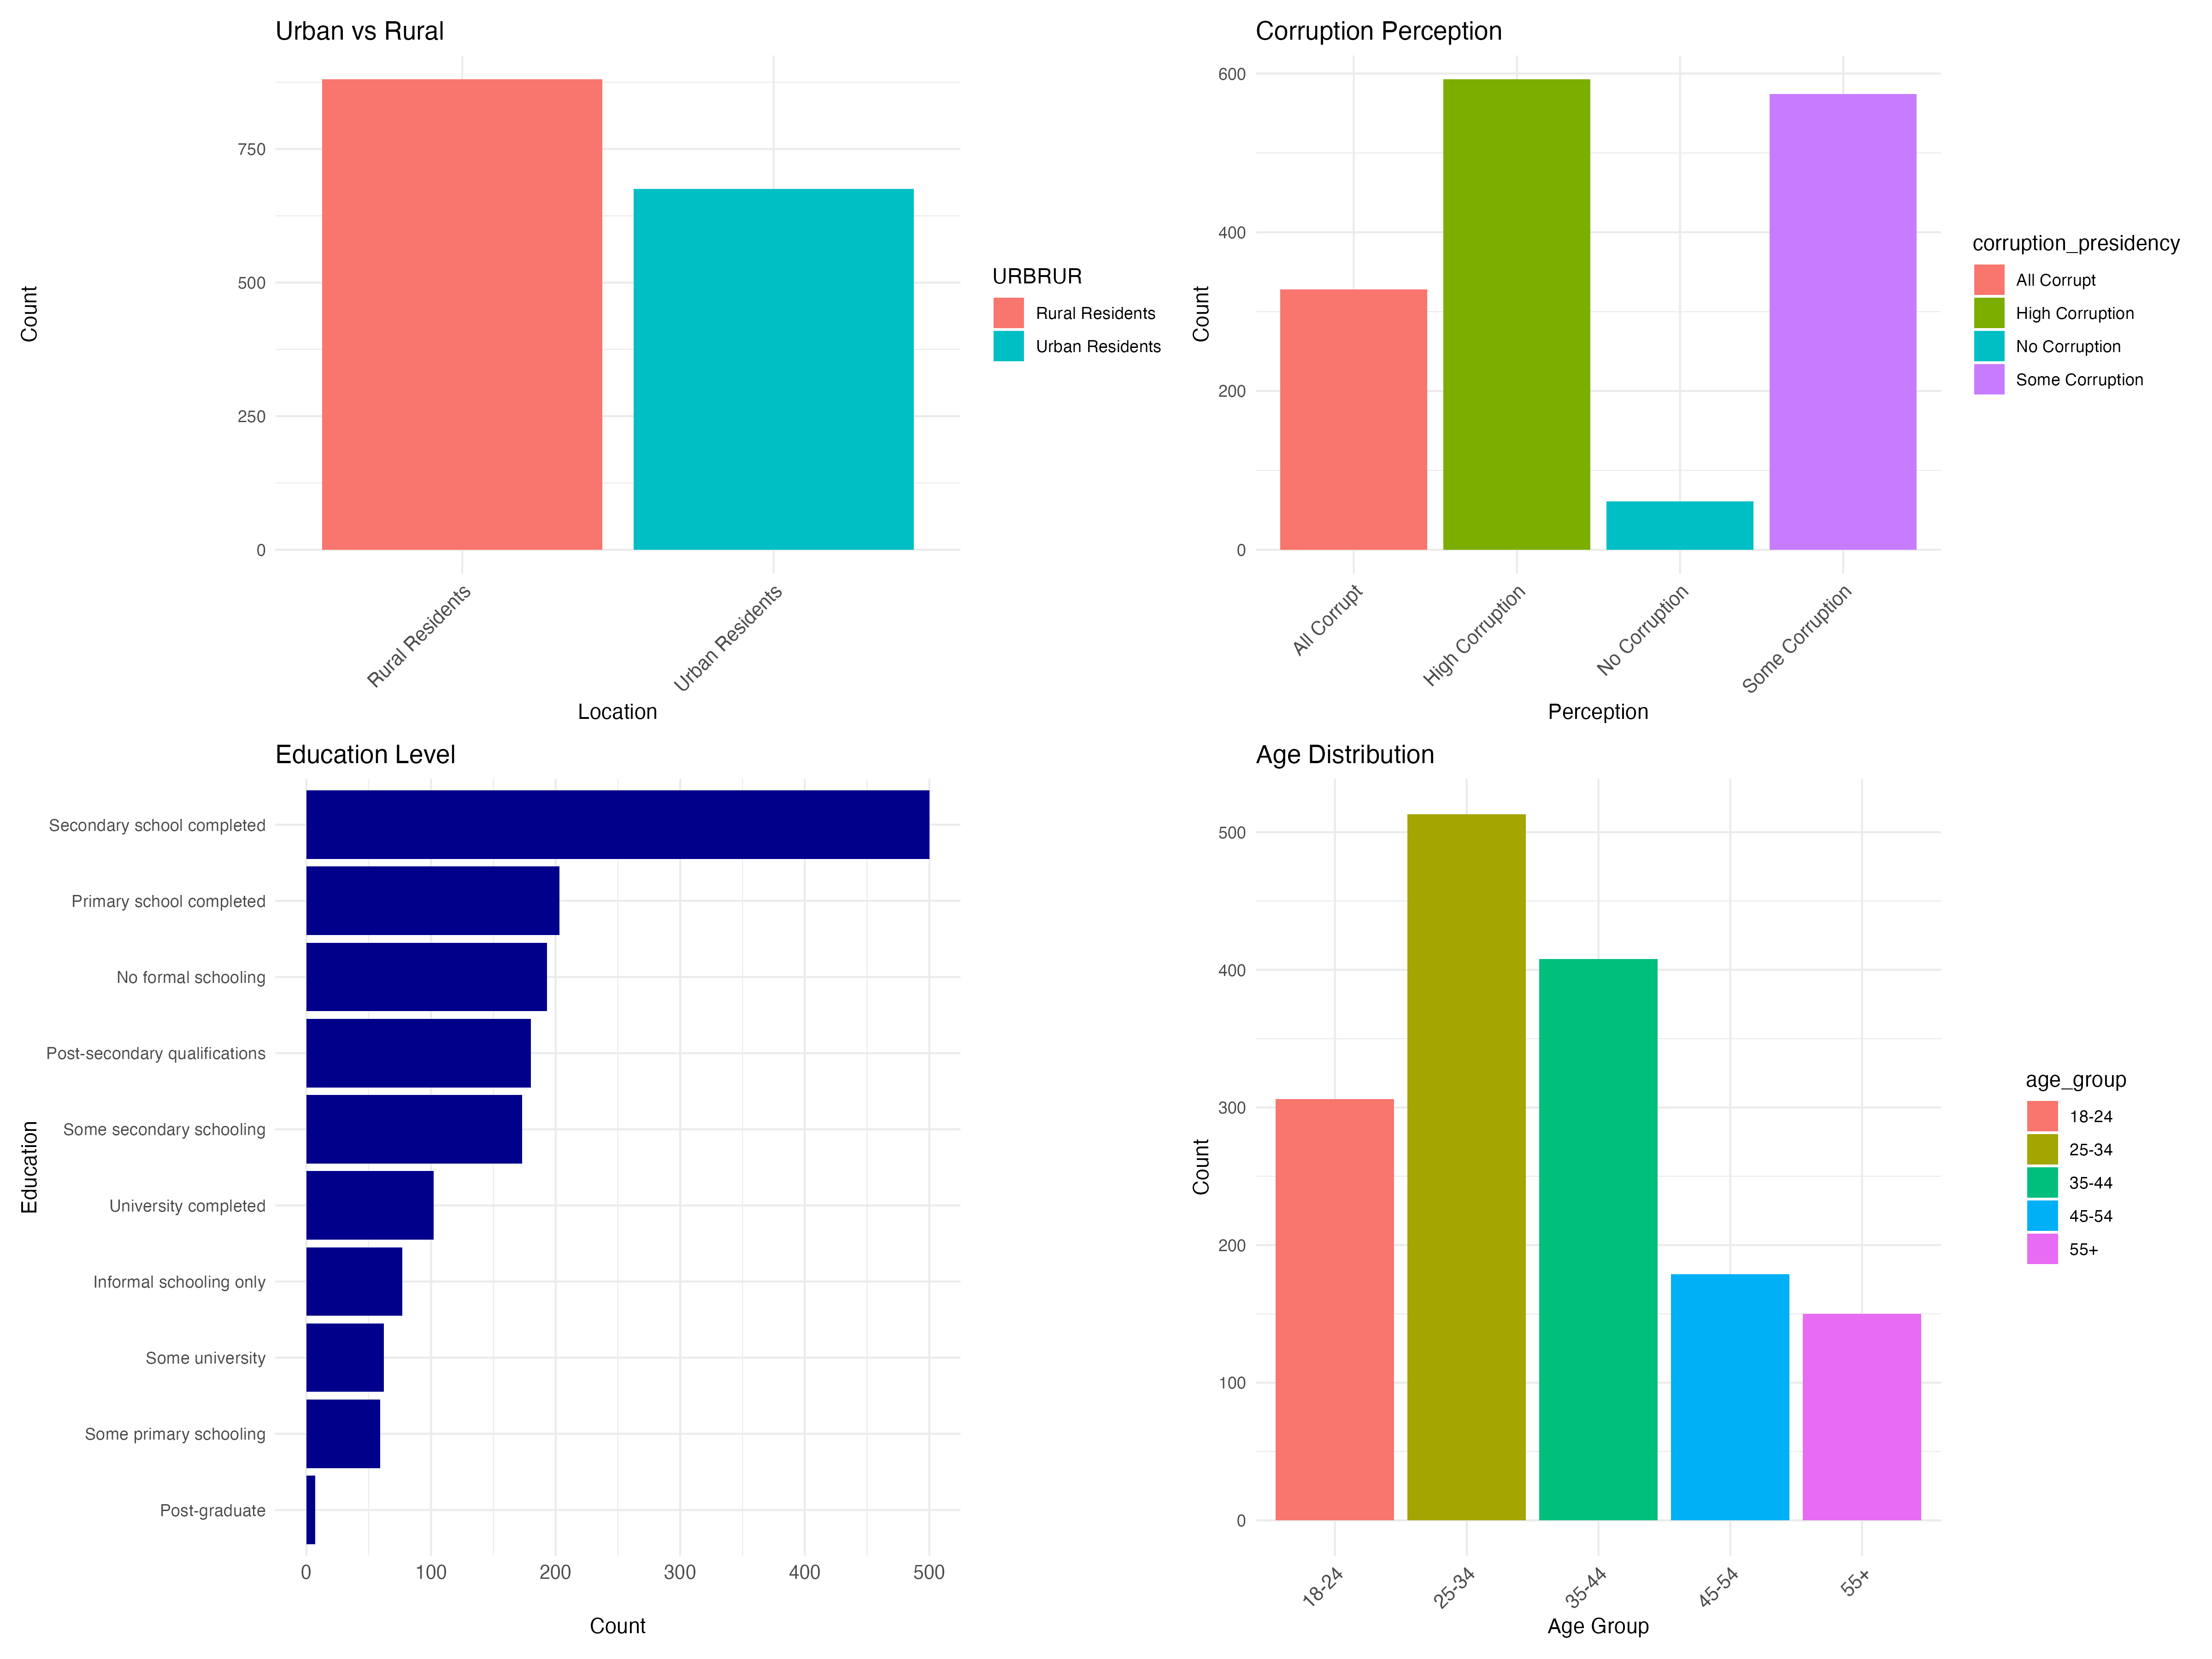 Urban vs Rural
Count
750
500
250
0
Rural Residents
Urban Residents
Location
URBRUR
Rural Residents
Urban Residents
Corruption Perception
Count
600
400
200
0
All Corrupt
High Corruption
No Corruption
Some Corruption
Perception
corruption_presidency
All Corrupt
High Corruption
No Corruption
Some Corruption
Education Level
Education
Secondary school completed
Primary school completed
No formal schooling
Post-secondary qualifications
Some secondary schooling
University completed
Informal schooling only
Some university
Some primary schooling
Post-graduate
0 100 200 300 400 500
Count
Age Distribution
Count
500
400
300
200
100
0
18-24
25-34
35-44
45-54
55+
Age Group
age_group
18-24
25-34
35-44
45-54
55+